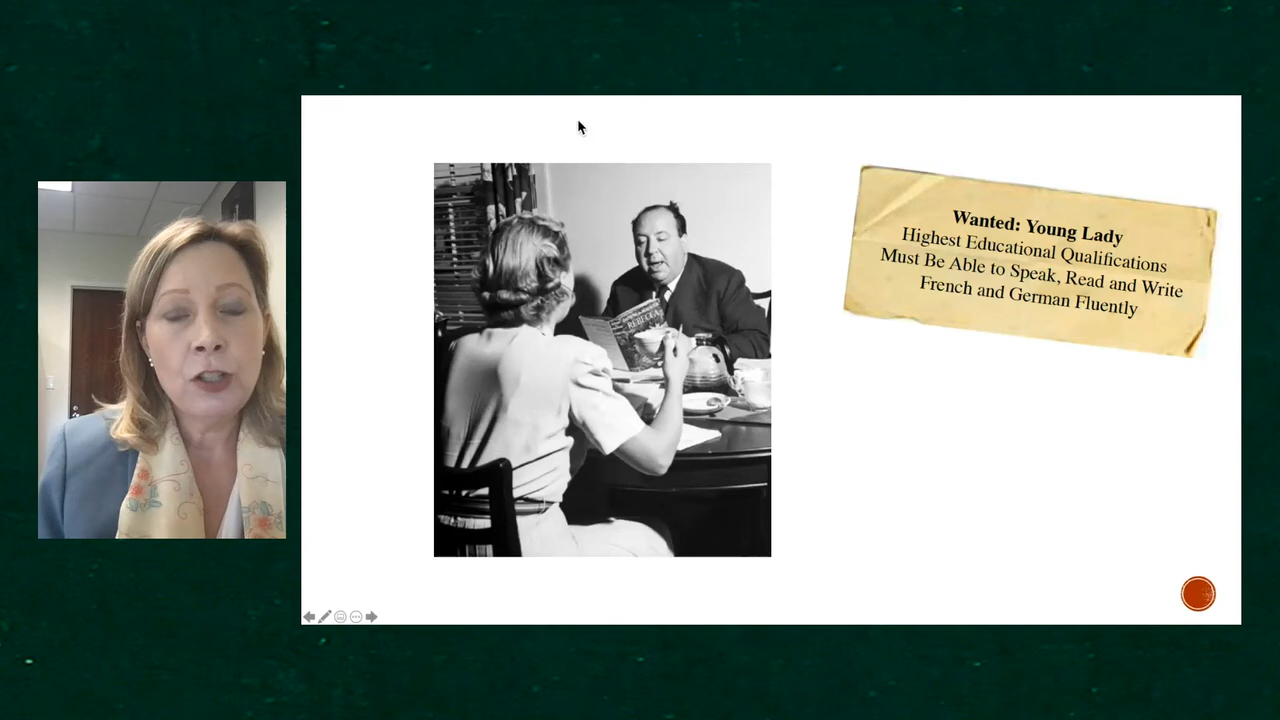 REBECCA
Wanted: Young Lady
Highest Educational Qualifications
Must Be Able to Speak, Read and Write
French and German Fluently